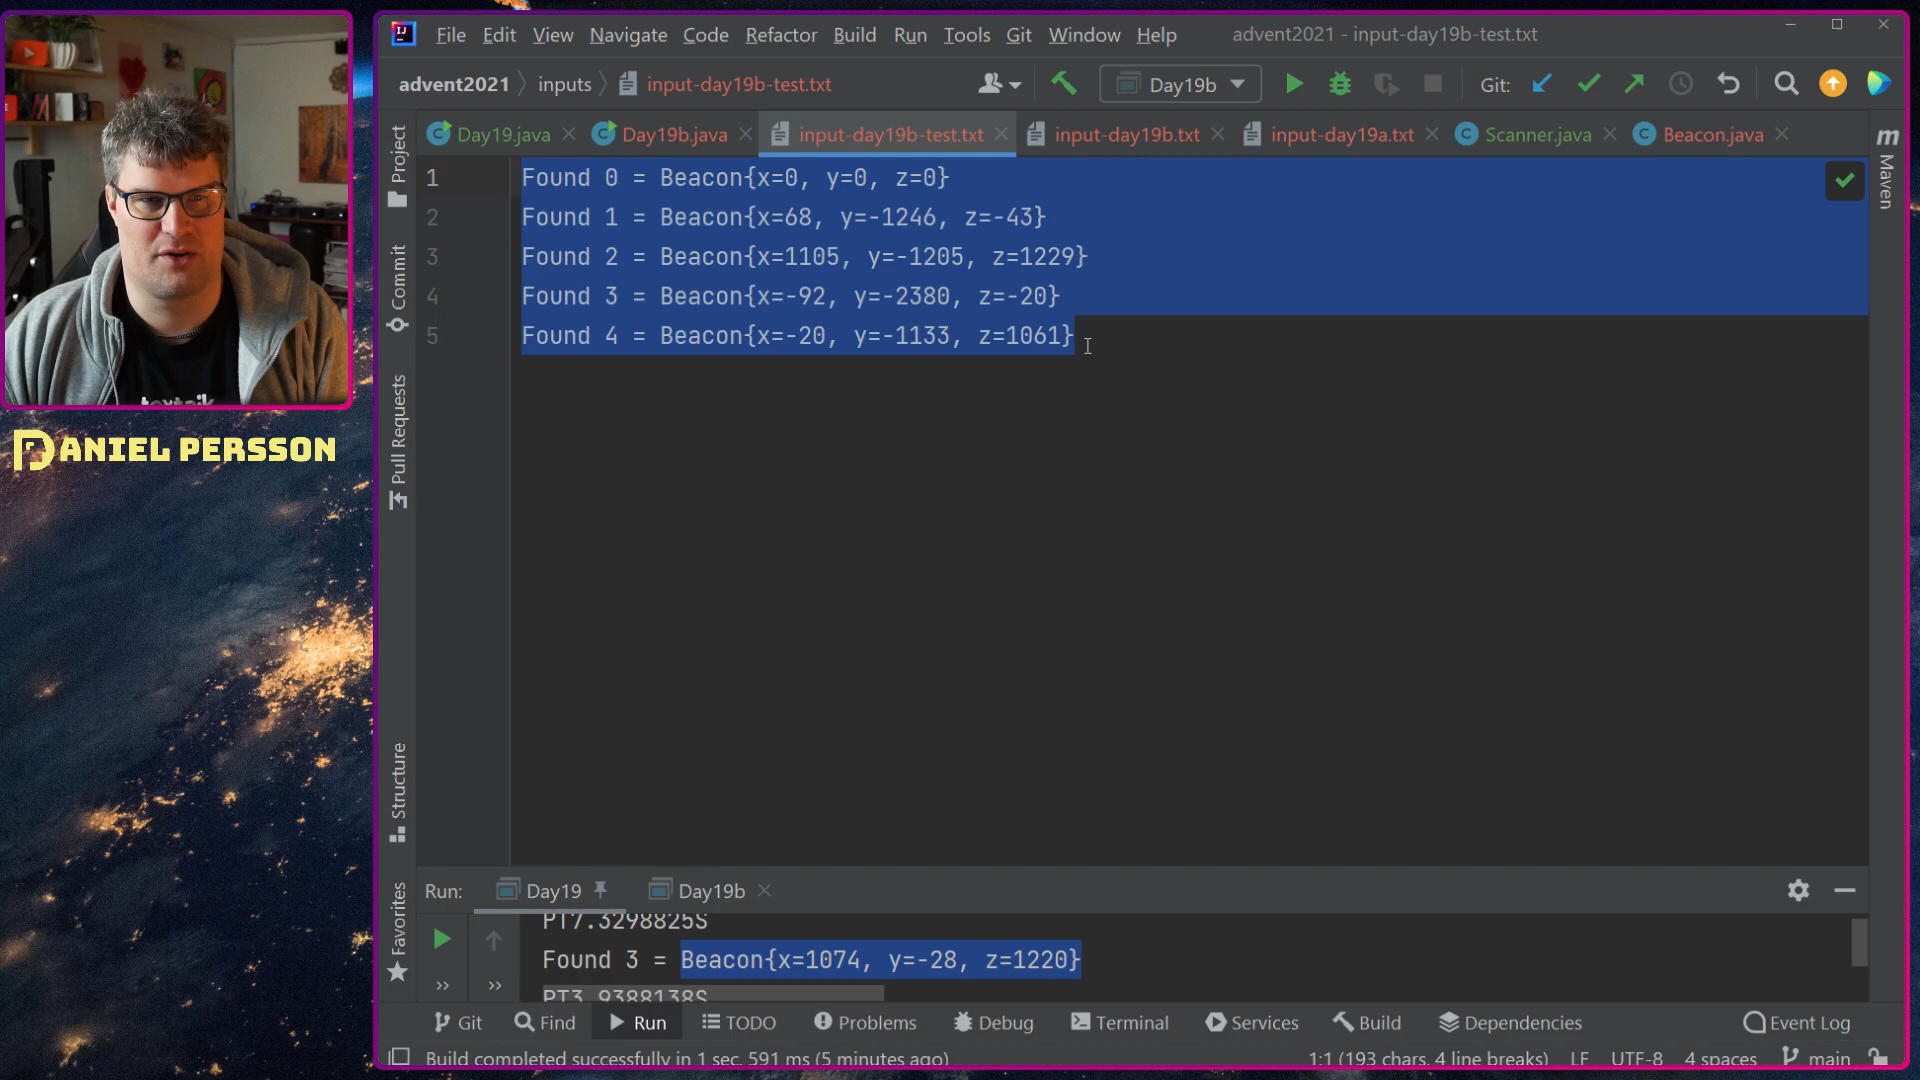 File Edit View Navigate Code Refactor Build Run Tools Git Window Help advent2021 - input-day19b-test.txt
advent2021 inputs input-day19b-test.txt Day19b Git:
Day19.java Day19b.java input-day19b-test.txt input-day19b.txt input-day19a.txt Scanner.java Beacon.java
1 Found 0 = Beacon{x=0, y=0, z=0}
2 Found 1 = Beacon{x=68, y=-1246, z=-43}
3 Found 2 = Beacon{x=1105, y=-1205, z=1229}
4 Found 3 = Beacon{x=-92, y=-2380, z=-20}
5 Found 4 = Beacon{x=-20, y=-1133, z=1061}
Project
Commit
Pull Requests
Structure
Favorites
Maven
DANIEL PERSSON
Run: Day19 Day19b
PT7.3298825S
Found 3 = Beacon{x=1074, y=-28, z=1220}
PT3.9388138S
Git Find Run TODO Problems Debug Terminal Services Build Dependencies Event Log
Build completed successfully in 1 sec, 591 ms (5 minutes ago) 1:1 (193 chars, 4 line breaks) LF UTF-8 4 spaces main